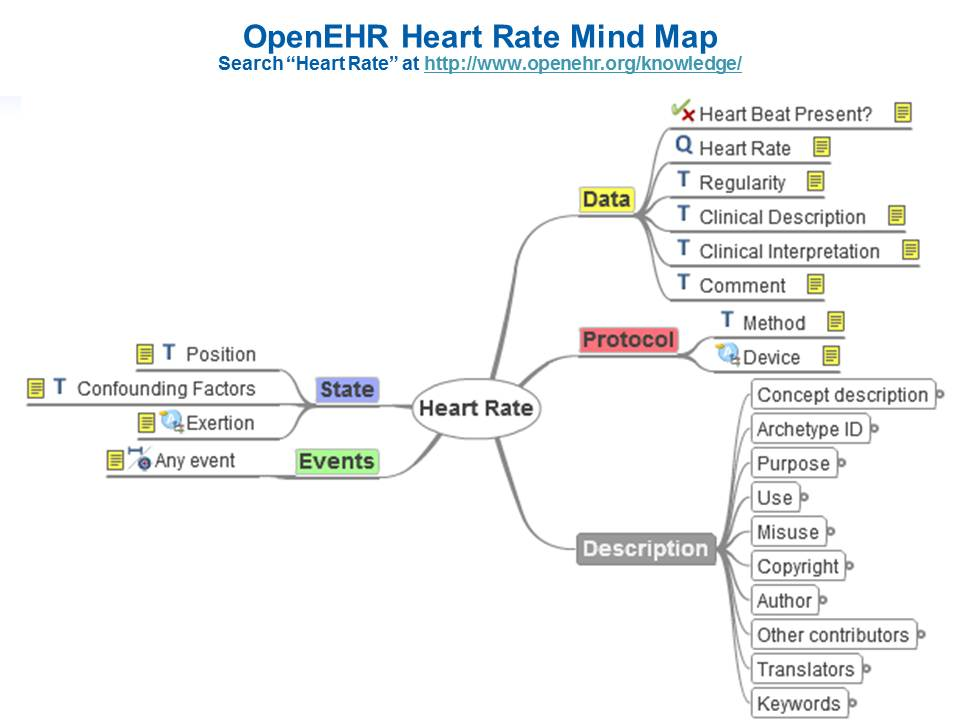 OpenEHR Heart Rate Mind Map
Search “Heart Rate” at http://www.openehr.org/knowledge/
Heart Beat Present?
Q Heart Rate
T Regularity
Data
T Clinical Description
T Clinical Interpretation
T Comment
Protocol
T Method
Device
T Position
T Confounding Factors
Exertion
State
Any event
Events
Heart Rate
Description
Concept description
Archetype ID
Purpose
Use
Misuse
Copyright
Author
Other contributors
Translators
Keywords